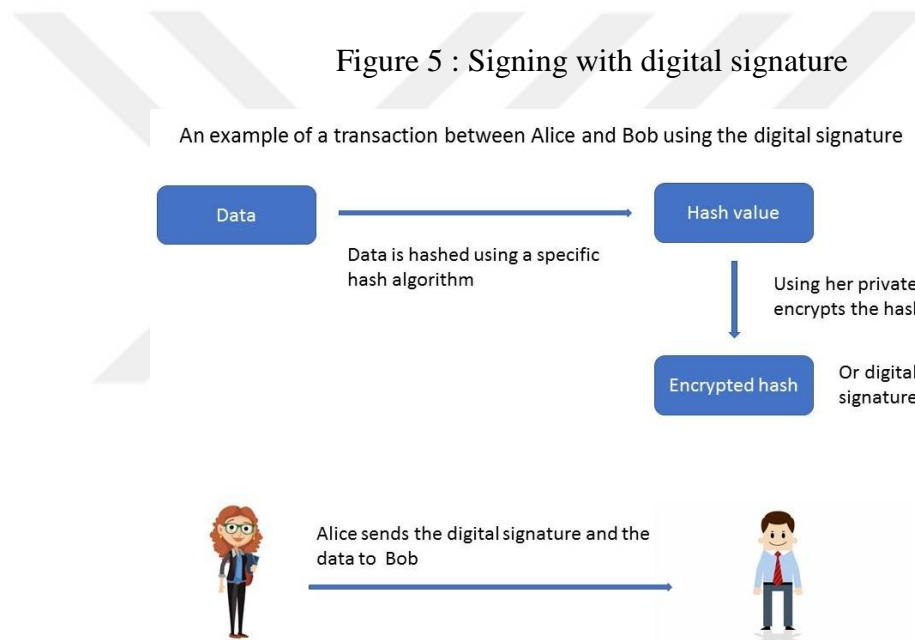 Figure 5 : Signing with digital signature
An example of a transaction between Alice and Bob using the digital signature
Data
Hash value
Data is hashed using a specific
hash algorithm
Using her private
encrypts the hash
Encrypted hash
Or digital
signature
Alice sends the digital signature and the
data to Bob